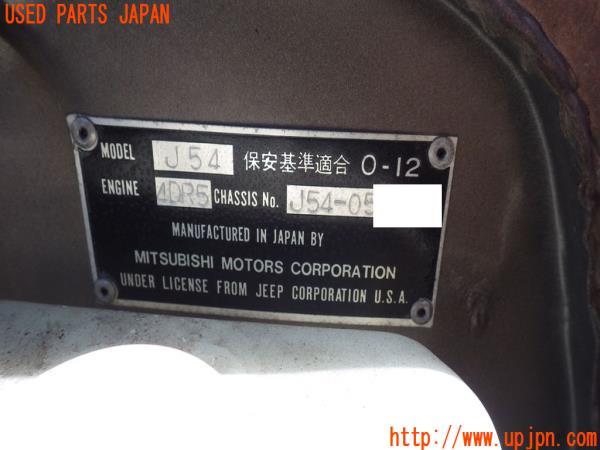 USED PARTS JAPAN
MODEL J54 保安基準適合 0-12
ENGINE 4DR5 CHASSIS No. J54-05
MANUFACTURED IN JAPAN BY
MITSUBISHI MOTORS CORPORATION
UNDER LICENSE FROM JEEP CORPORATION U.S.A.
http://www.upjpn.com/